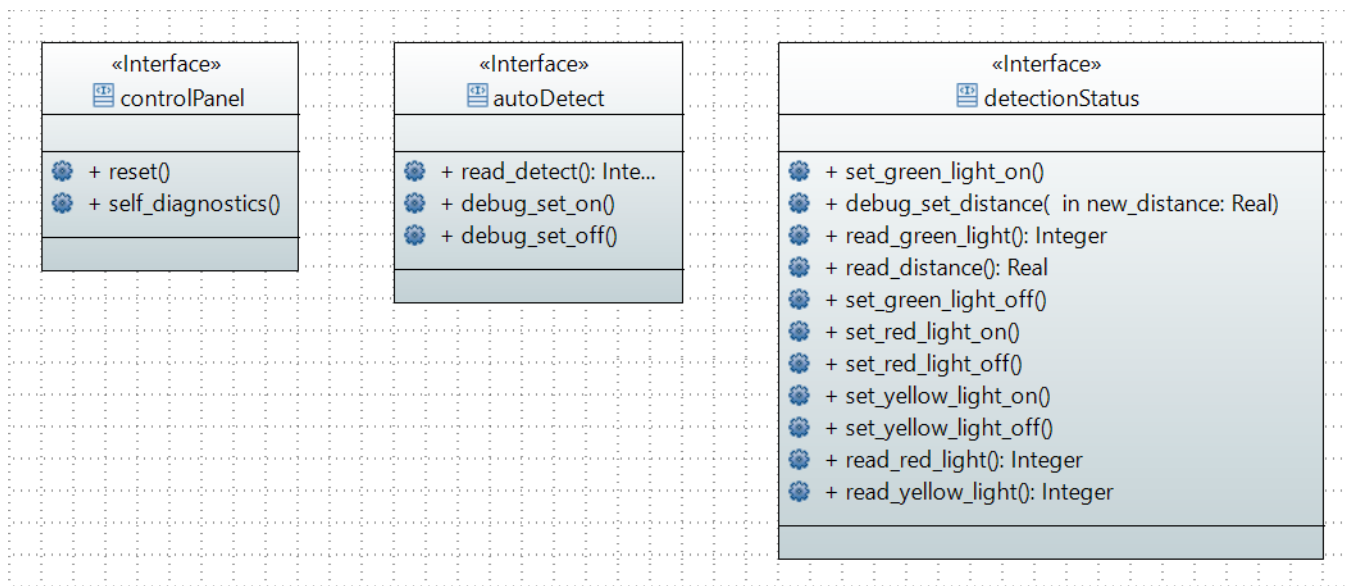 «Interface»
controlPanel
+ reset()
+ self_diagnostics()
«Interface»
autoDetect
+ read_detect(): Inte...
+ debug_set_on()
+ debug_set_off()
«Interface»
detectionStatus
+ set_green_light_on()
+ debug_set_distance(  in new_distance: Real)
+ read_green_light(): Integer
+ read_distance(): Real
+ set_green_light_off()
+ set_red_light_on()
+ set_red_light_off()
+ set_yellow_light_on()
+ set_yellow_light_off()
+ read_red_light(): Integer
+ read_yellow_light(): Integer